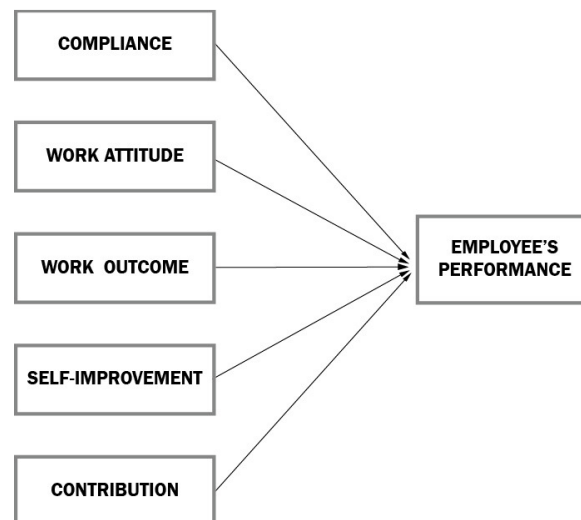 COMPLIANCE
WORK ATTITUDE
WORK OUTCOME
SELF-IMPROVEMENT
CONTRIBUTION
EMPLOYEE'S
PERFORMANCE